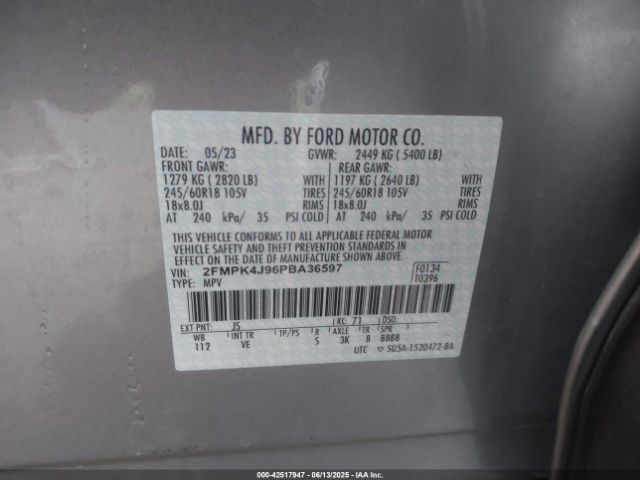 MFD. BY FORD MOTOR CO.
DATE: 05/23 GVWR: 2449 KG ( 5400 LB)
FRONT GAWR: REAR GAWR:
1279 KG ( 2820 LB) WITH 1197 KG ( 2640 LB) WITH
245/60R18 105V TIRES 245/60R18 105V TIRES
18x8.0J RIMS 18x8.0J RIMS
AT 240 kPa/ 35 PSI COLD AT 240 kPa/ 35 PSI COLD
THIS VEHICLE CONFORMS TO ALL APPLICABLE FEDERAL MOTOR
VEHICLE SAFETY AND THEFT PREVENTION STANDARDS IN
EFFECT ON THE DATE OF MANUFACTURE SHOWN ABOVE.
VIN: 2FMPK4J96PBA36597 F0134
TYPE: MPV T0396
EXT PNT: JS RC: 71 DSO:
WB INT TR TP/PS R AXLE TR SPR
112 VE S 3K 8 BBBB
UTC ▽ SU5A-1520472-BA
000-42517947 - 06/13/2025 - IAA Inc.